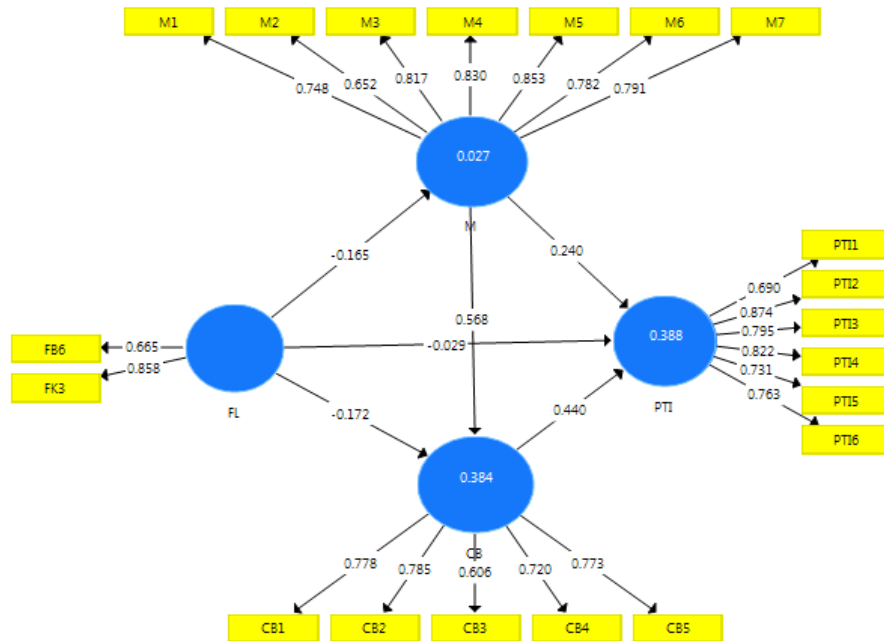 M1 M2 M3 M4 M5 M6 M7
0.748 0.652 0.817 0.830 0.853 0.782 0.791
0.027
M
-0.165 0.240
PTI1
0.690
PTI2
0.874
0.568
0.795 PTI3
FB6 0.665 -0.029 0.388
0.822 PTI4
FK3 0.858
0.731 PTI5
0.763
FL PTI
-0.172 0.440
PTI6
0.384
CB
0.778 0.785 0.606 0.720 0.773
CB1 CB2 CB3 CB4 CB5